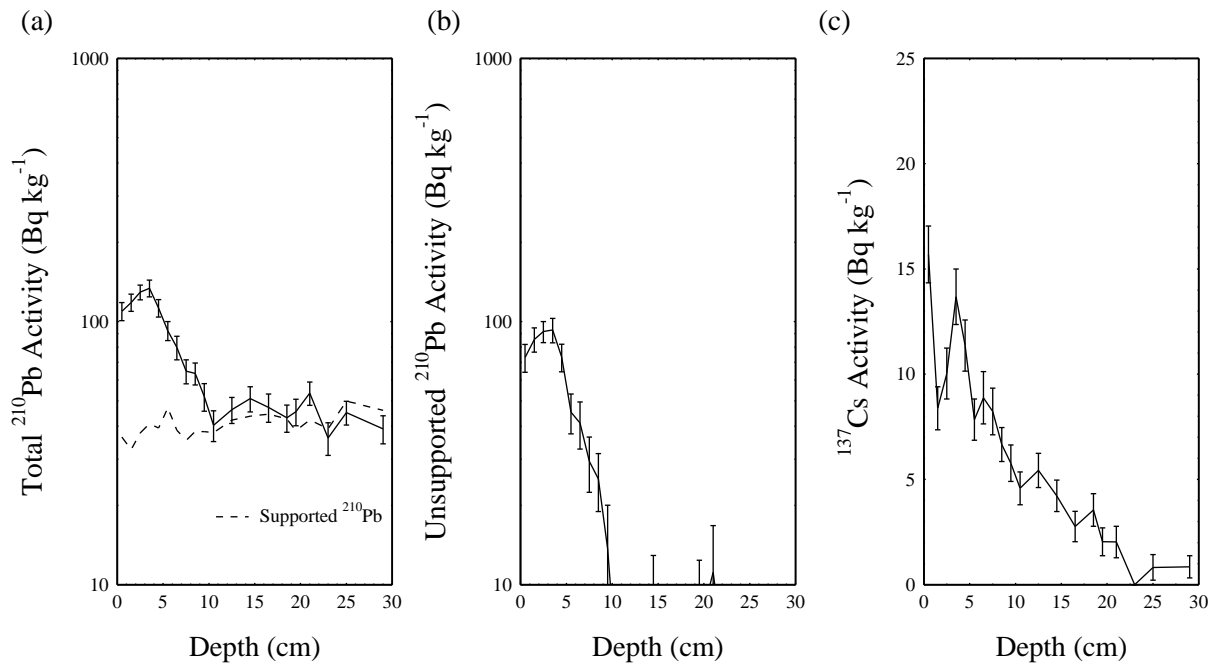 (a)
Total ²¹⁰Pb Activity (Bq kg⁻¹)
1000
100
10
0 5 10 15 20 25 30
Depth (cm)
Supported ²¹⁰Pb
(b)
Unsupported ²¹⁰Pb Activity (Bq kg⁻¹)
1000
100
10
0 5 10 15 20 25 30
Depth (cm)
(c)
¹³⁷Cs Activity (Bq kg⁻¹)
25
20
15
10
5
0
0 5 10 15 20 25 30
Depth (cm)